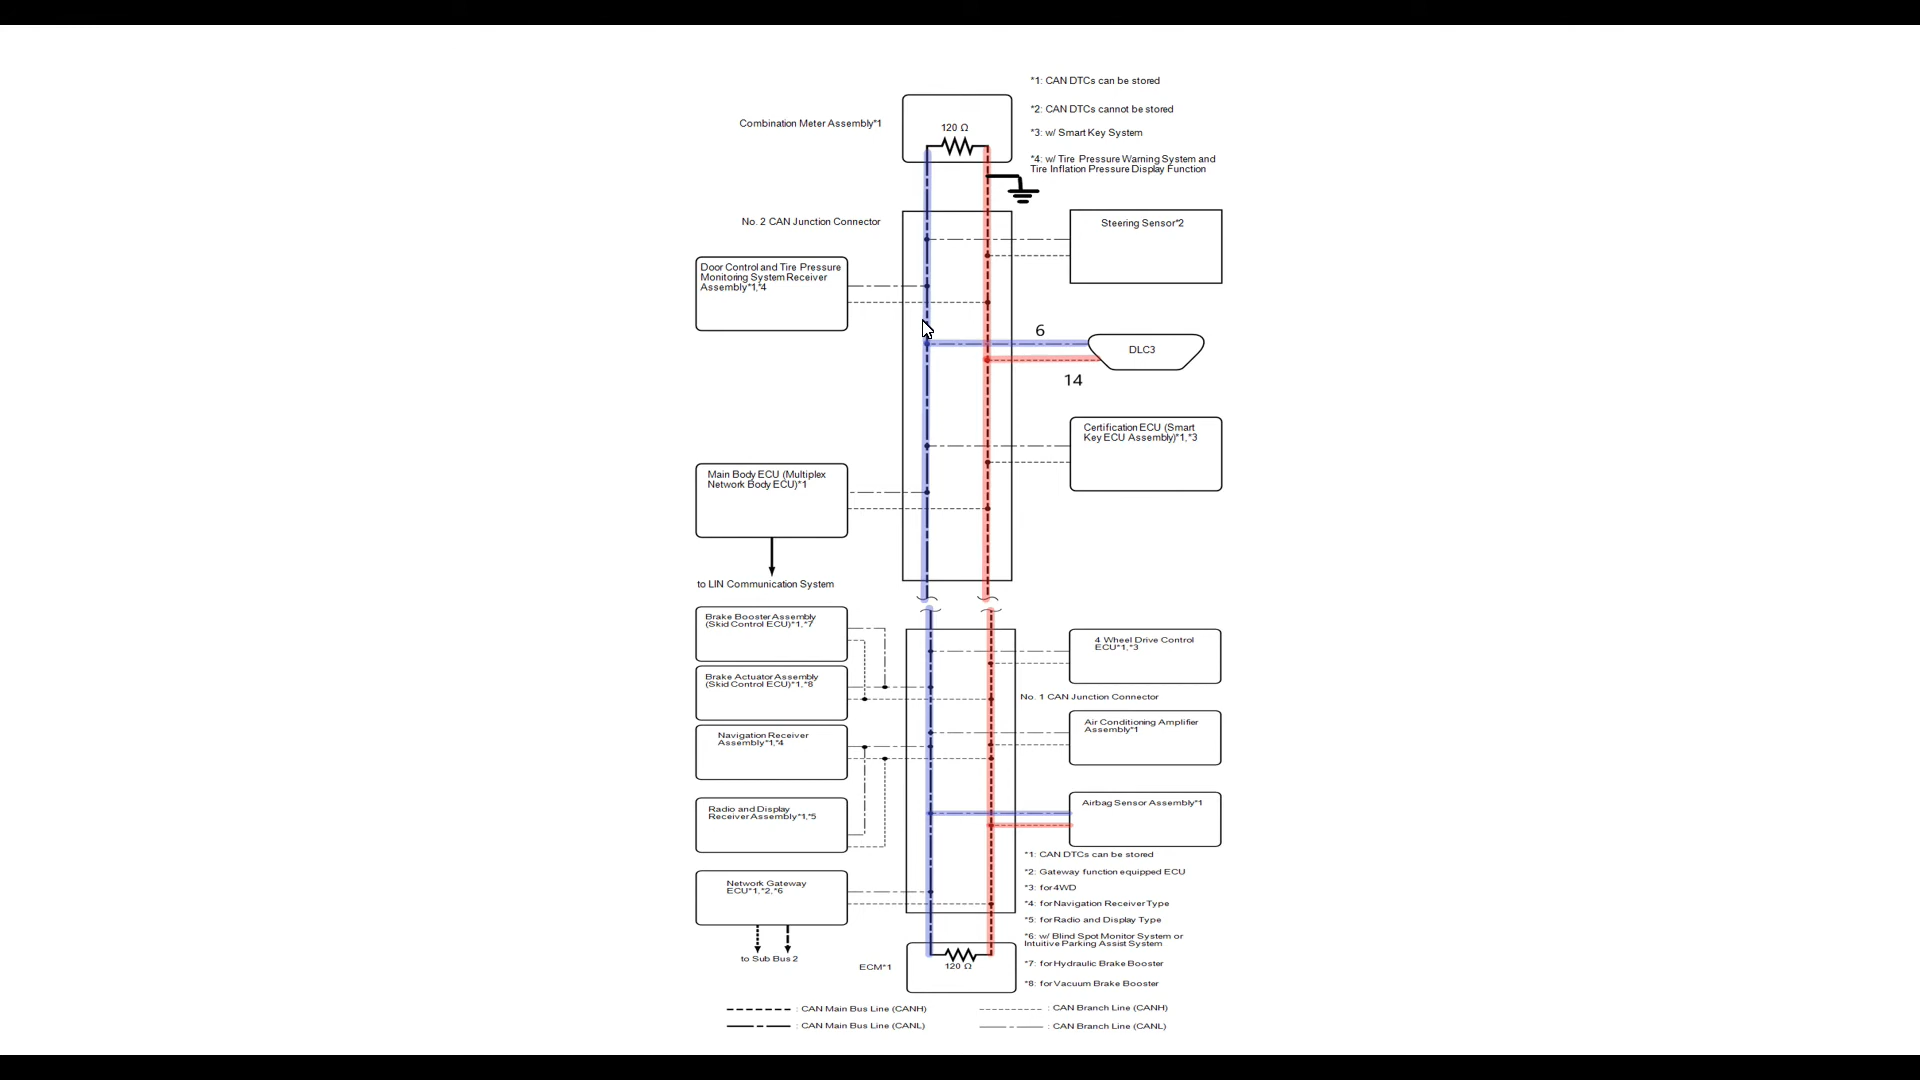 *1: CAN DTCs can be stored
*2: CAN DTCs cannot be stored
*3: w/ Smart Key System
*4: w/ Tire Pressure Warning System and
Tire Inflation Pressure Display Function
Combination Meter Assembly*1
120 Ω
No. 2 CAN Junction Connector
Steering Sensor*2
Door Control and Tire Pressure
Monitoring System Receiver
Assembly*1,*4
6
DLC3
14
Certification ECU (Smart
Key ECU Assembly)*1,*3
Main Body ECU (Multiplex
Network Body ECU)*1
to LIN Communication System
Brake Booster Assembly
(Skid Control ECU)*1,*7
4 Wheel Drive Control
ECU*1,*3
Brake Actuator Assembly
(Skid Control ECU)*1,*8
No. 1 CAN Junction Connector
Navigation Receiver
Assembly*1,*4
Air Conditioning Amplifier
Assembly*1
Radio and Display
Receiver Assembly*1,*5
Airbag Sensor Assembly*1
Network Gateway
ECU*1,*2,*6
to Sub Bus 2
*1: CAN DTCs can be stored
*2: Gateway function equipped ECU
*3: for 4WD
*4: for Navigation Receiver Type
*5: for Radio and Display Type
*6: w/ Blind Spot Monitor System or
Intuitive Parking Assist System
*7: for Hydraulic Brake Booster
*8: for Vacuum Brake Booster
ECM*1
120 Ω
: CAN Main Bus Line (CANH)
: CAN Branch Line (CANH)
: CAN Main Bus Line (CANL)
: CAN Branch Line (CANL)